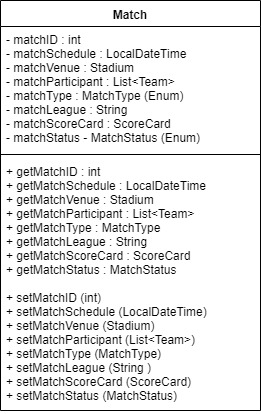 Match
- matchID : int
- matchSchedule : LocalDateTime
- matchVenue : Stadium
- matchParticipant : List<Team>
- matchType : MatchType (Enum)
- matchLeague : String
- matchScoreCard : ScoreCard
- matchStatus - MatchStatus (Enum)
+ getMatchID : int
+ getMatchSchedule : LocalDateTime
+ getMatchVenue : Stadium
+ getMatchParticipant : List<Team>
+ getMatchType : MatchType
+ getMatchLeague : String
+ getMatchScoreCard : ScoreCard
+ getMatchStatus : MatchStatus
+ setMatchID (int)
+ setMatchSchedule (LocalDateTime)
+ setMatchVenue (Stadium)
+ setMatchParticipant (List<Team>)
+ setMatchType (MatchType)
+ setMatchLeague (String )
+ setMatchScoreCard (ScoreCard)
+ setMatchStatus (MatchStatus)